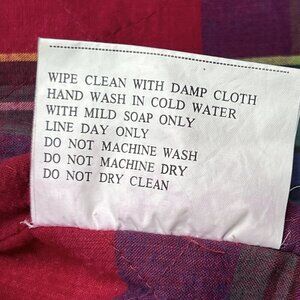 WIPE CLEAN WITH DAMP CLOTH
HAND WASH IN COLD WATER
WITH MILD SOAP ONLY
LINE DAY ONLY
DO NOT MACHINE WASH
DO NOT MACHINE DRY
DO NOT DRY CLEAN